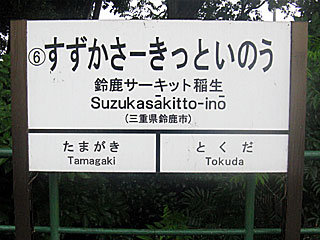 ⑥すずかさーきっといのう
鈴鹿サーキット稲生
Suzukasākitto-inō
(三重県鈴鹿市)
たまがき
Tamagaki
とくだ
Tokuda